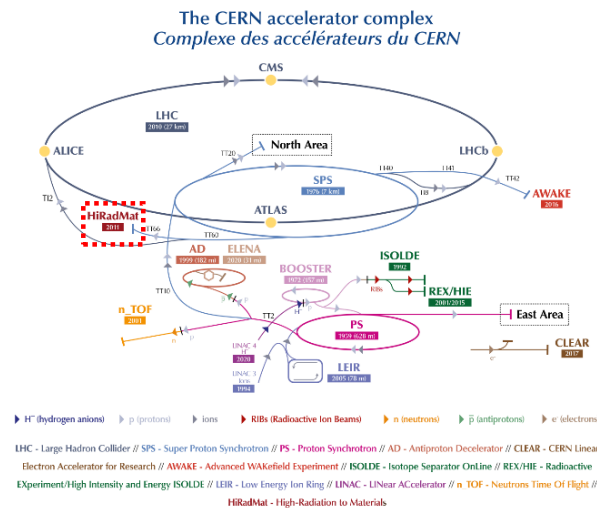 The CERN accelerator complex
Complexe des accélérateurs du CERN
CMS
LHC
2010 (27 km)
North Area
TT20
ALICE
LHCb
TT40
TT41
SPS
1976 (7 km)
TI8
TT42
TI2
AWAKE
2016
HiRadMat
2011
TT66
ATLAS
TT60
AD
1999 (182 m)
ELENA
2020 (31 m)
ISOLDE
1992
BOOSTER
1972 (157 m)
RIBs
REX/HIE
2001/2015
TT10
p
p
n_TOF
2001
TT2
H⁻
East Area
PS
1959 (628 m)
n
p
LINAC 4
H⁻
2020
CLEAR
2017
e⁻
LINAC 3
Ions
1994
LEIR
2005 (78 m)
H⁻ (hydrogen anions)
p (protons)
ions
RIBs (Radioactive Ion Beams)
n (neutrons)
p̅ (antiprotons)
e⁻ (electrons
LHC - Large Hadron Collider // SPS - Super Proton Synchrotron // PS - Proton Synchrotron // AD - Antiproton Decelerator // CLEAR - CERN Linear
Electron Accelerator for Research // AWAKE - Advanced WAKefield Experiment // ISOLDE - Isotope Separator OnLine // REX/HIE - Radioactive
EXperiment/High Intensity and Energy ISOLDE // LEIR - Low Energy Ion Ring // LINAC - LINear ACcelerator // n_TOF - Neutrons Time Of Flight //
HiRadMat - High-Radiation to Materials